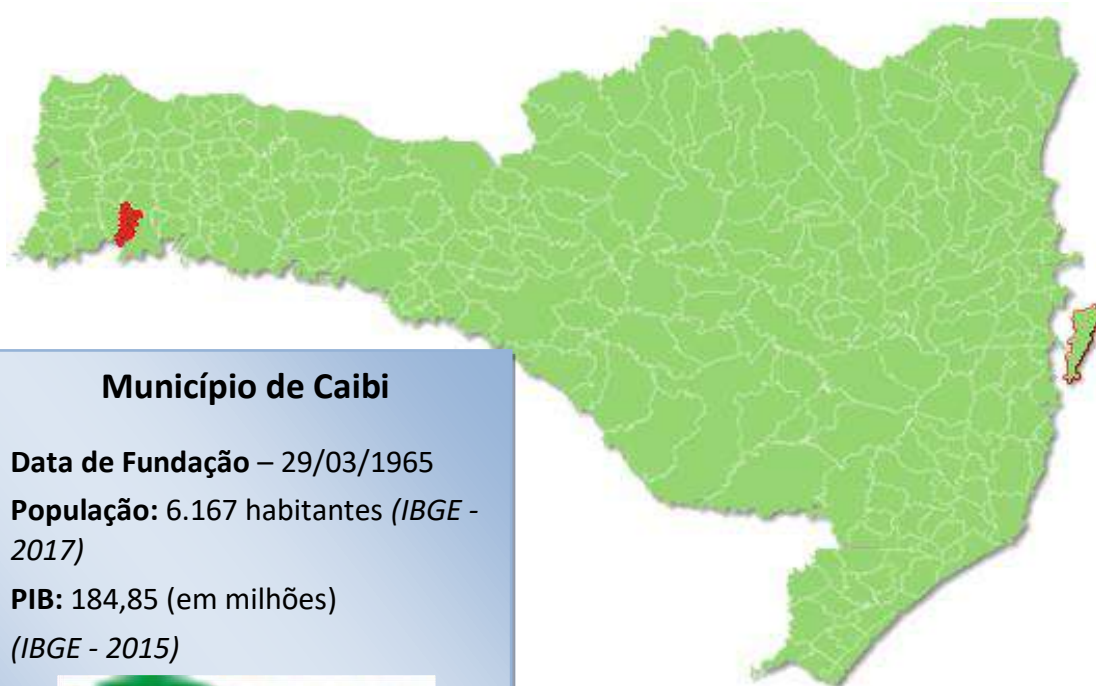 Município de Caibi
Data de Fundação – 29/03/1965
População: 6.167 habitantes (IBGE -
2017)
PIB: 184,85 (em milhões)
(IBGE - 2015)